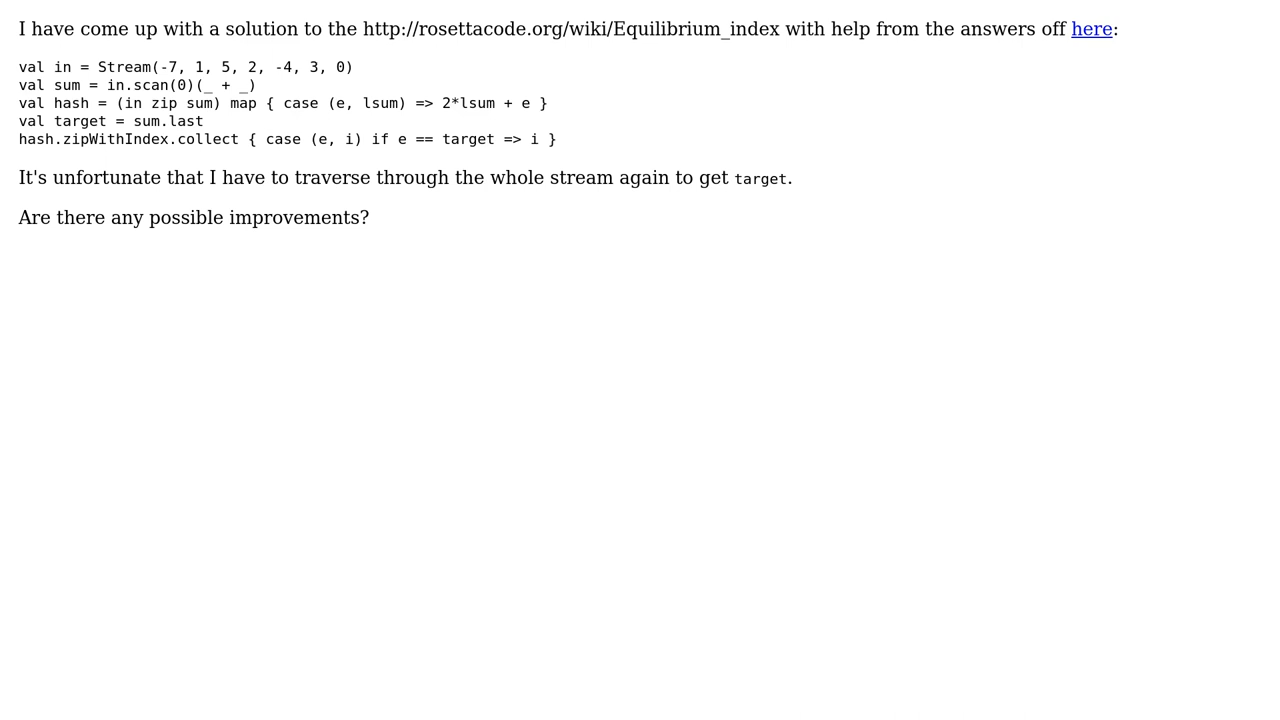 I have come up with a solution to the http://rosettacode.org/wiki/Equilibrium_index with help from the answers off here:
val in = Stream(-7, 1, 5, 2, -4, 3, 0)
val sum = in.scan(0)(_ + _)
val hash = (in zip sum) map { case (e, lsum) => 2*lsum + e }
val target = sum.last
hash.zipWithIndex.collect { case (e, i) if e == target => i }
It's unfortunate that I have to traverse through the whole stream again to get target.
Are there any possible improvements?